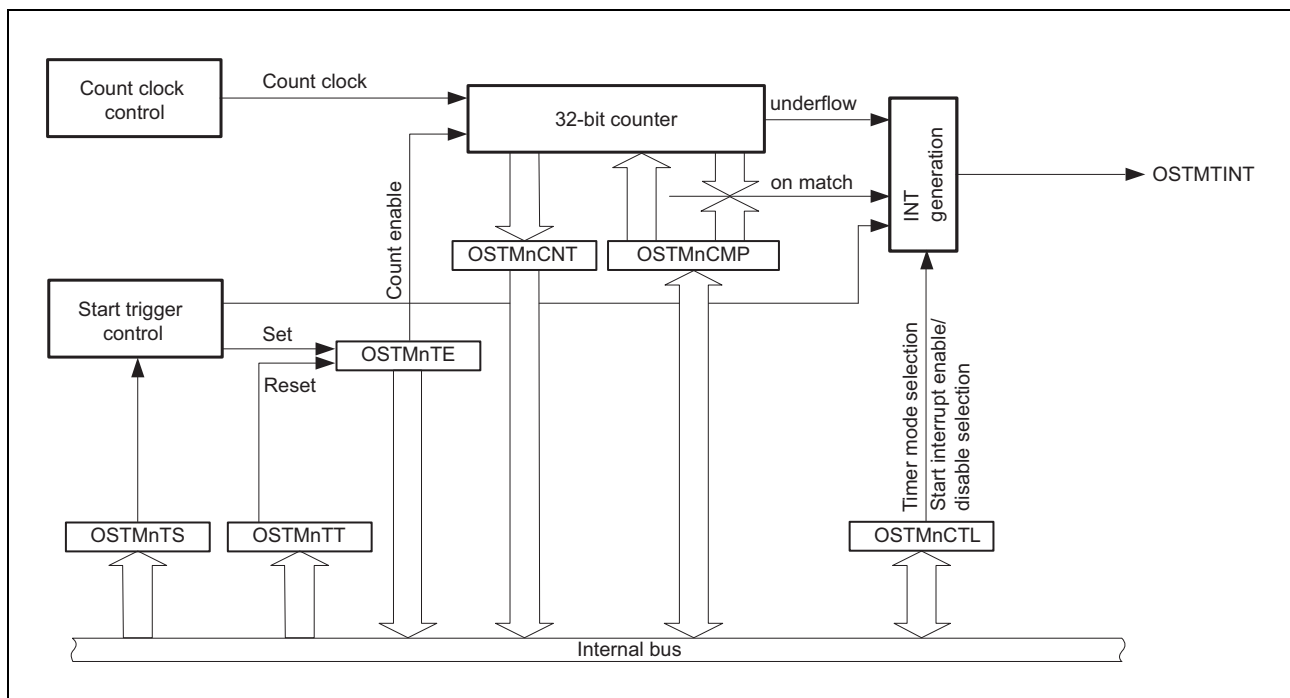 Count clock
control
Count clock
32-bit counter
underflow
on match
INT
generation
OSTMTINT
Count enable
OSTMnCNT
OSTMnCMP
Start trigger
control
Set
OSTMnTE
Reset
Timer mode selection
Start interrupt enable/
disable selection
OSTMnTS
OSTMnTT
OSTMnCTL
Internal bus